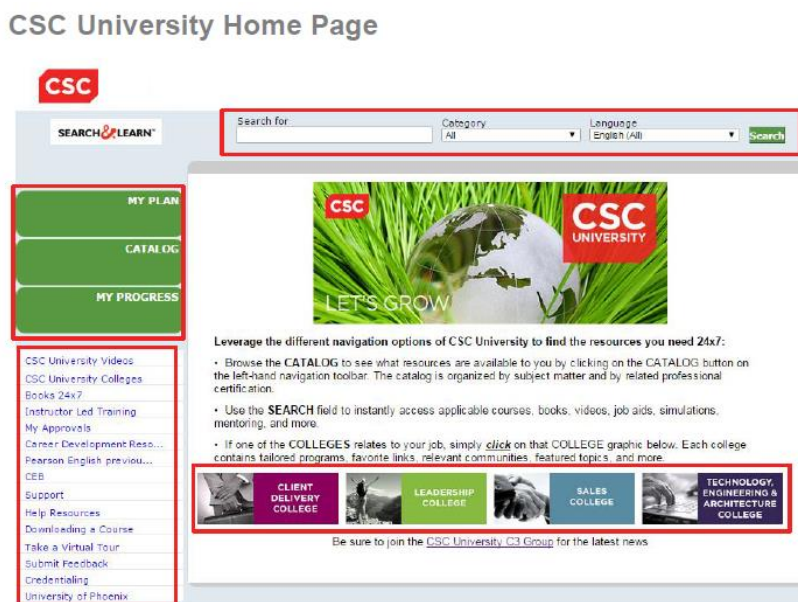 CSC University Home Page
CSC
SEARCH & LEARN™
Search for
Category
Language
All
English (All)
Search
MY PLAN
CATALOG
MY PROGRESS
CSC University Videos
CSC University Colleges
Books 24x7
Instructor Led Training
My Approvals
Career Development Reso...
Pearson English previou...
CEB
Support
Help Resources
Downloading a Course
Take a Virtual Tour
Submit Feedback
Credentialing
University of Phoenix
CSC
CSC
UNIVERSITY
LET'S GROW
Leverage the different navigation options of CSC University to find the resources you need 24x7:
• Browse the CATALOG to see what resources are available to you by clicking on the CATALOG button on
the left-hand navigation toolbar. The catalog is organized by subject matter and by related professional
certification.
• Use the SEARCH field to instantly access applicable courses, books, videos, job aids, simulations,
mentoring, and more.
• If one of the COLLEGES relates to your job, simply click on that COLLEGE graphic below. Each college
contains tailored programs, favorite links, relevant communities, featured topics, and more.
CLIENT
DELIVERY
COLLEGE
LEADERSHIP
COLLEGE
SALES
COLLEGE
TECHNOLOGY,
ENGINEERING &
ARCHITECTURE
COLLEGE
Be sure to join the CSC University C3 Group for the latest news